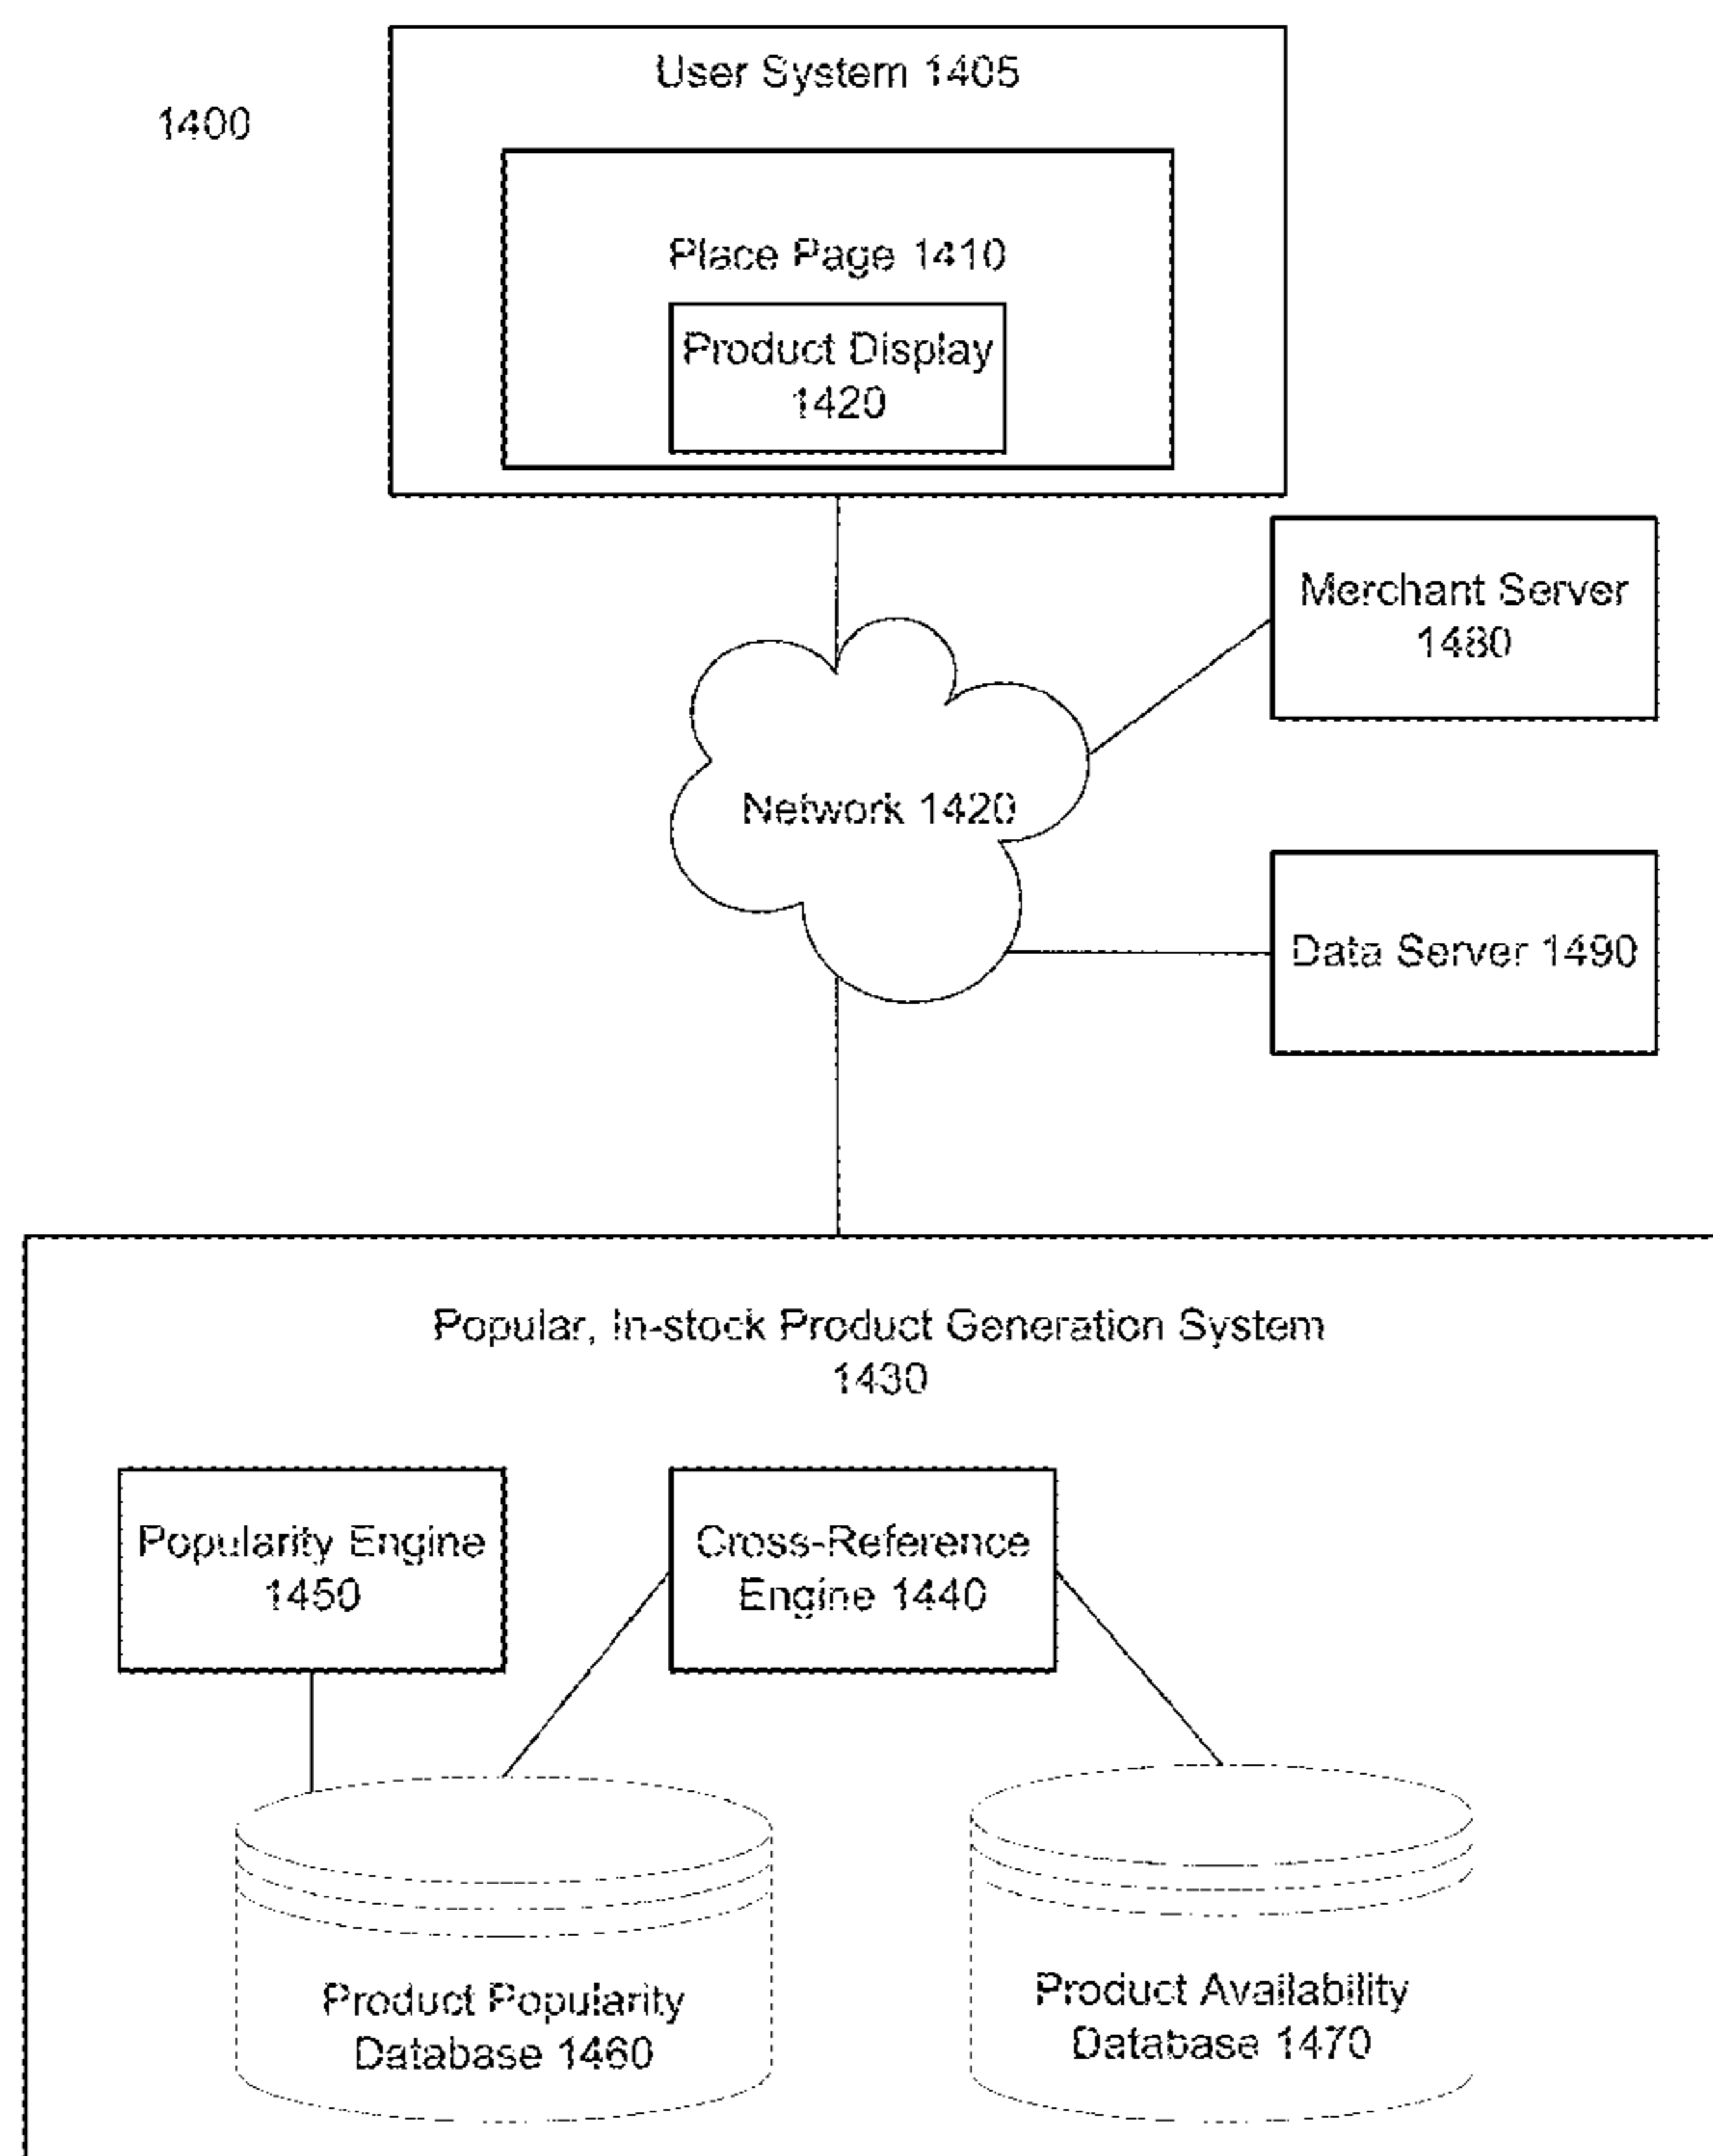 User System 1405
1400
Place Page 1410
Product Display
1420
Merchant Server
1480
Network 1420
Data Server 1490
Popular, In-stock Product Generation System
1430
Popularity Engine
1450
Cross-Reference
Engine 1440
Product Popularity
Database 1460
Product Availability
Database 1470